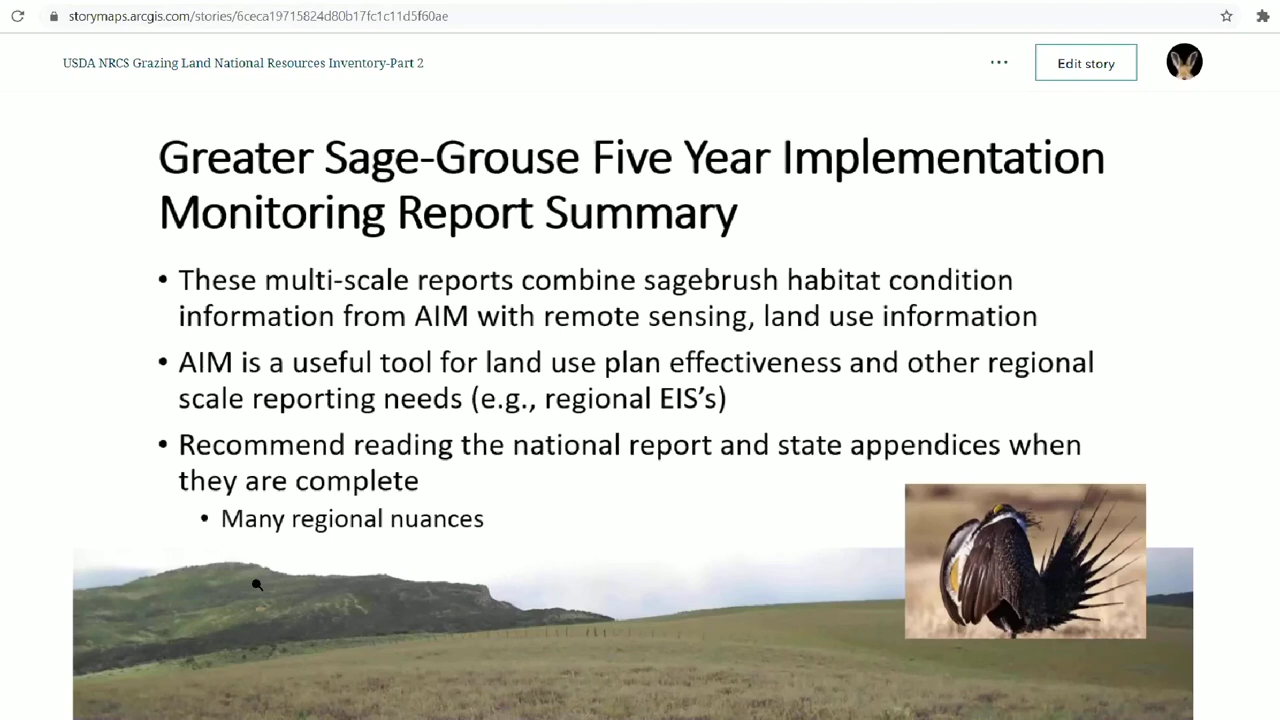 storymaps.arcgis.com/stories/6ceca19715824d80b17fc1c11d5f60ae
USDA NRCS Grazing Land National Resources Inventory-Part 2
Edit story
Greater Sage-Grouse Five Year Implementation
Monitoring Report Summary
• These multi-scale reports combine sagebrush habitat condition
information from AIM with remote sensing, land use information
• AIM is a useful tool for land use plan effectiveness and other regional
scale reporting needs (e.g., regional EIS’s)
• Recommend reading the national report and state appendices when
they are complete
• Many regional nuances